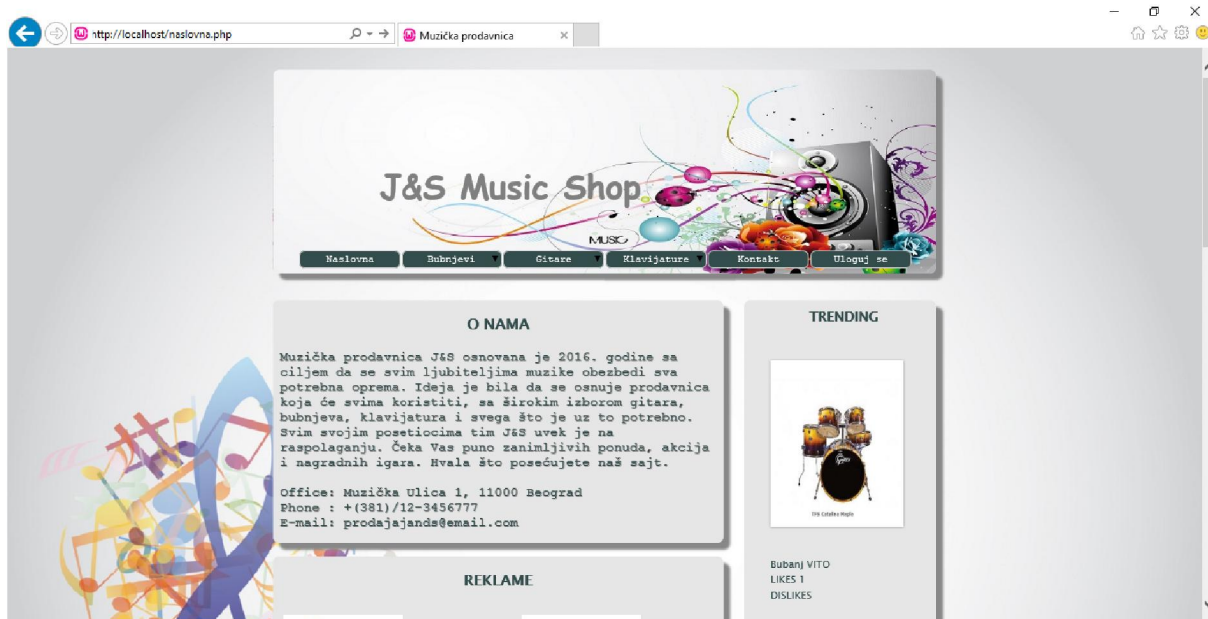 http://localhost/naslovna.php
Muzička prodavnica
J&S Music Shop
MUSIC
Naslovna Bubnjevi Gitare Klavijature Kontakt Uloguj se
O NAMA
Muzička prodavnica J&S osnovana je 2016. godine sa
ciljem da se svim ljubiteljima muzike obezbedi sva
potrebna oprema. Ideja je bila da se osnuje prodavnica
koja će svima koristiti, sa širokim izborom gitara,
bubnjeva, klavijatura i svega što je uz to potrebno.
Svim svojim posetiocima tim J&S uvek je na
raspolaganju. Čeka Vas puno zanimljivih ponuda, akcija
i nagradnih igara. Hvala što posećujete naš sajt.
Office: Muzička Ulica 1, 11000 Beograd
Phone : +(381)/12-3456777
E-mail: prodajajands@email.com
REKLAME
TRENDING
Catalina Maple
Bubanj VITO
LIKES 1
DISLIKES